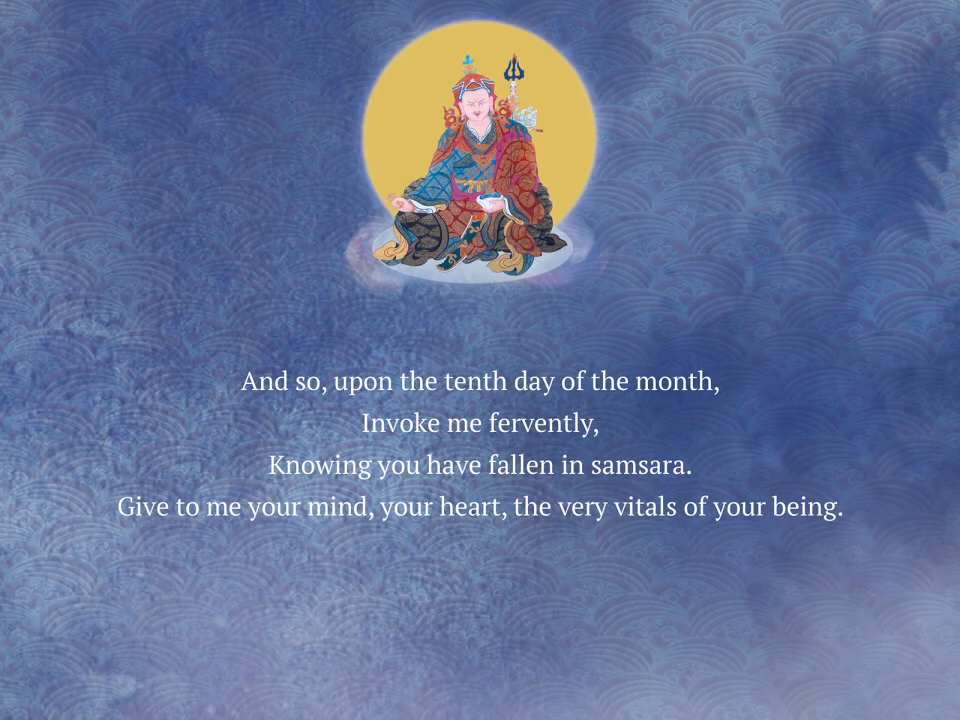 And so, upon the tenth day of the month,
Invoke me fervently,
Knowing you have fallen in samsara.
Give to me your mind, your heart, the very vitals of your being.